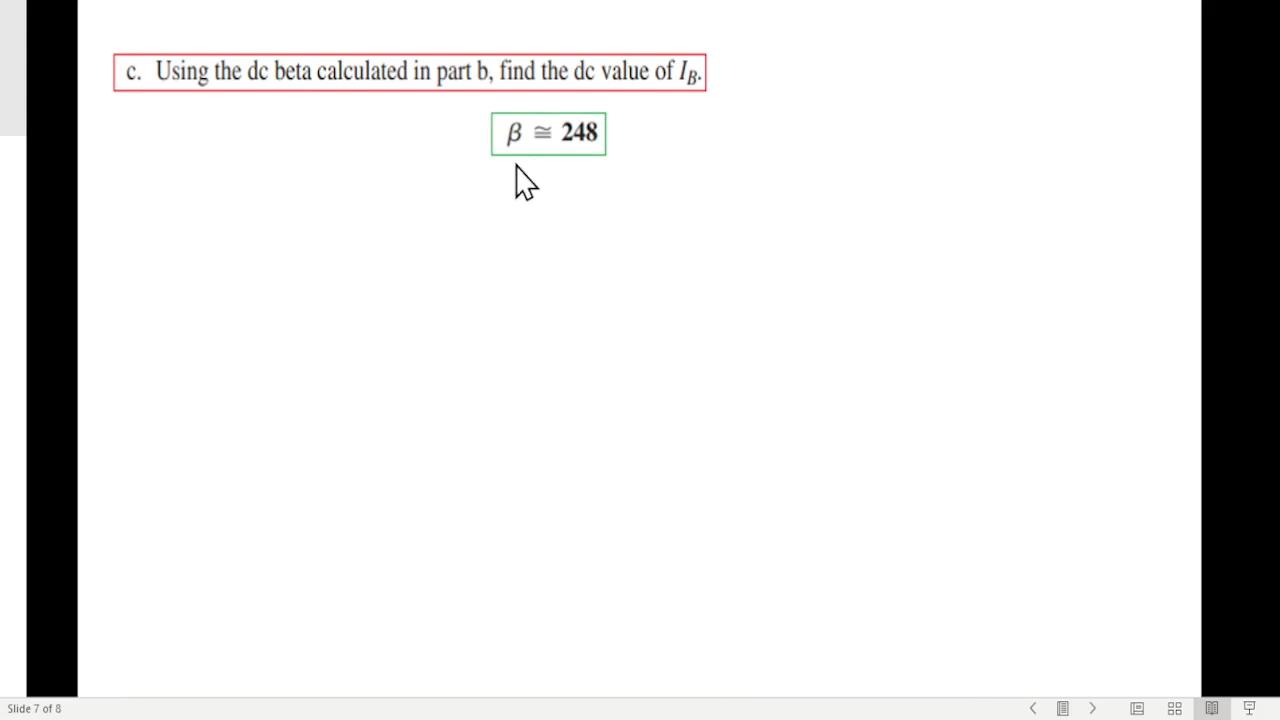 c. Using the dc beta calculated in part b, find the dc value of I_B.
β ≅ 248
Slide 7 of 8